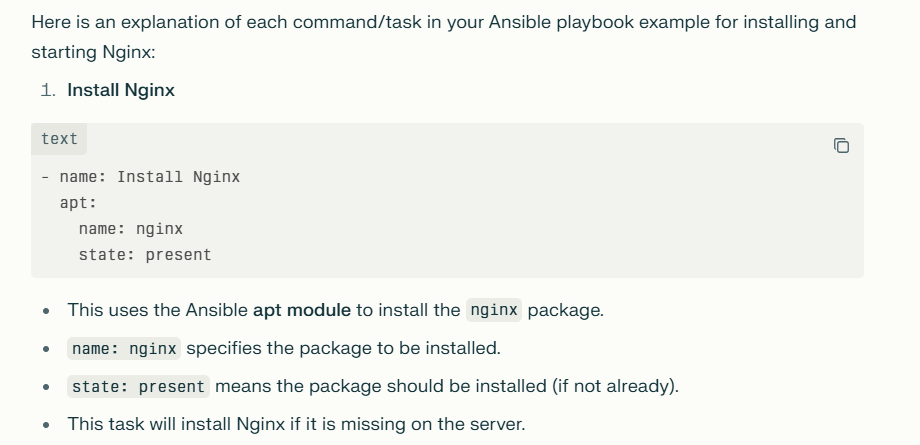 Here is an explanation of each command/task in your Ansible playbook example for installing and
starting Nginx:
1. Install Nginx
text
- name: Install Nginx
  apt:
    name: nginx
    state: present
• This uses the Ansible apt module to install the nginx package.
• name: nginx specifies the package to be installed.
• state: present means the package should be installed (if not already).
• This task will install Nginx if it is missing on the server.